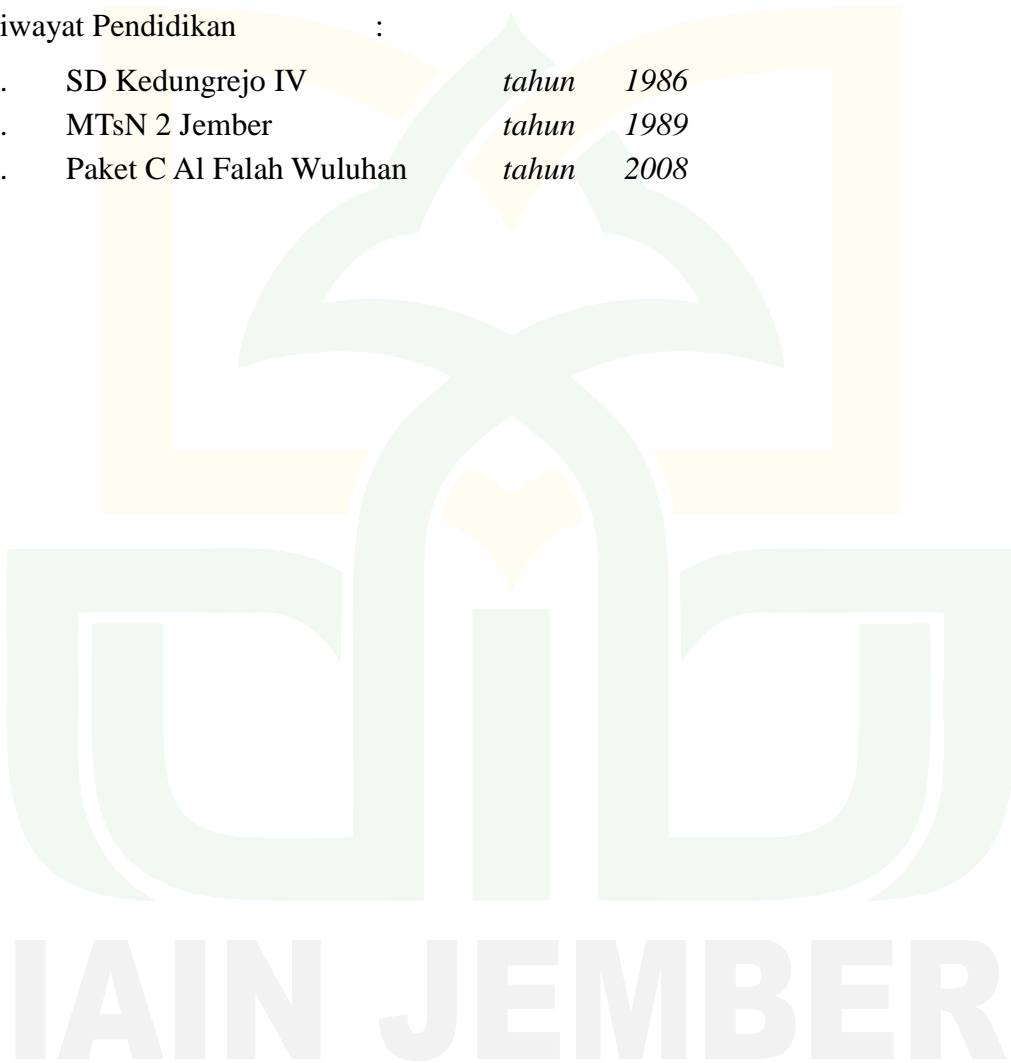 iwayat Pendidikan :
. SD Kedungrejo IV tahun 1986
. MTsN 2 Jember tahun 1989
. Paket C Al Falah Wuluhan tahun 2008
IAIN JEMBER